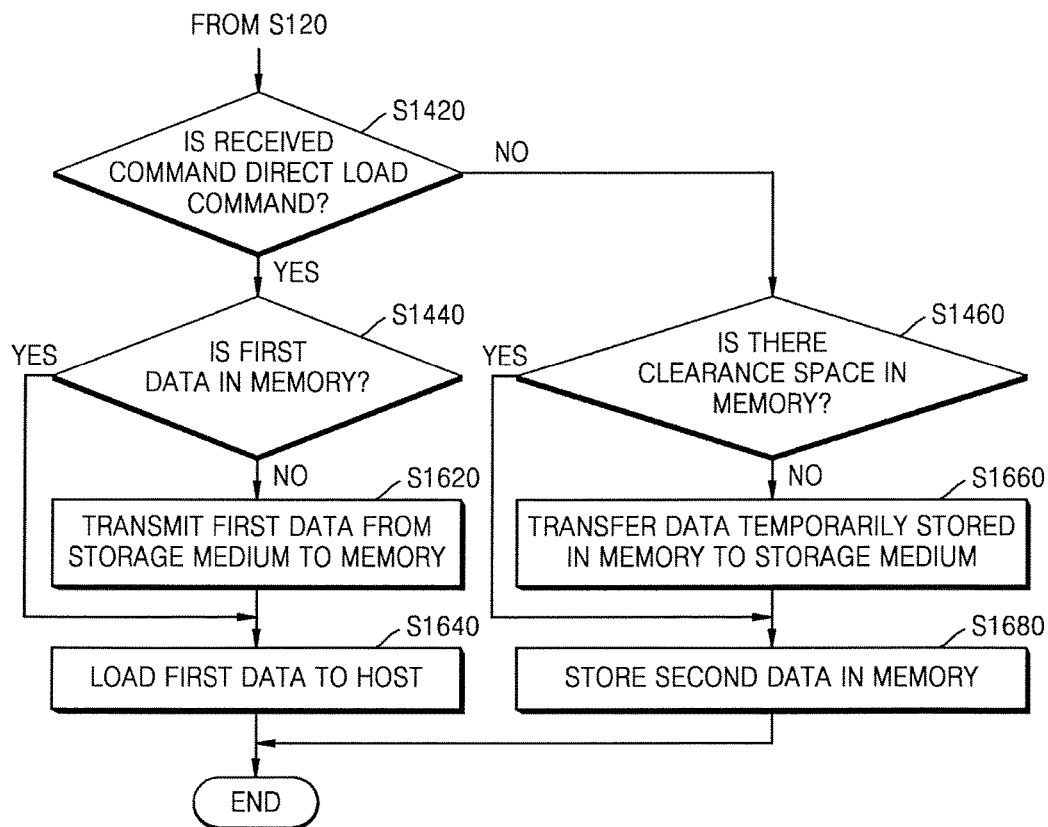 FROM S120
S1420
IS RECEIVED
COMMAND DIRECT LOAD
COMMAND?
NO
YES
S1440
IS FIRST
DATA IN MEMORY?
YES
NO
S1460
IS THERE
CLEARANCE SPACE IN
MEMORY?
YES
NO
S1620
TRANSMIT FIRST DATA FROM
STORAGE MEDIUM TO MEMORY
S1660
TRANSFER DATA TEMPORARILY STORED
IN MEMORY TO STORAGE MEDIUM
S1640
LOAD FIRST DATA TO HOST
S1680
STORE SECOND DATA IN MEMORY
END